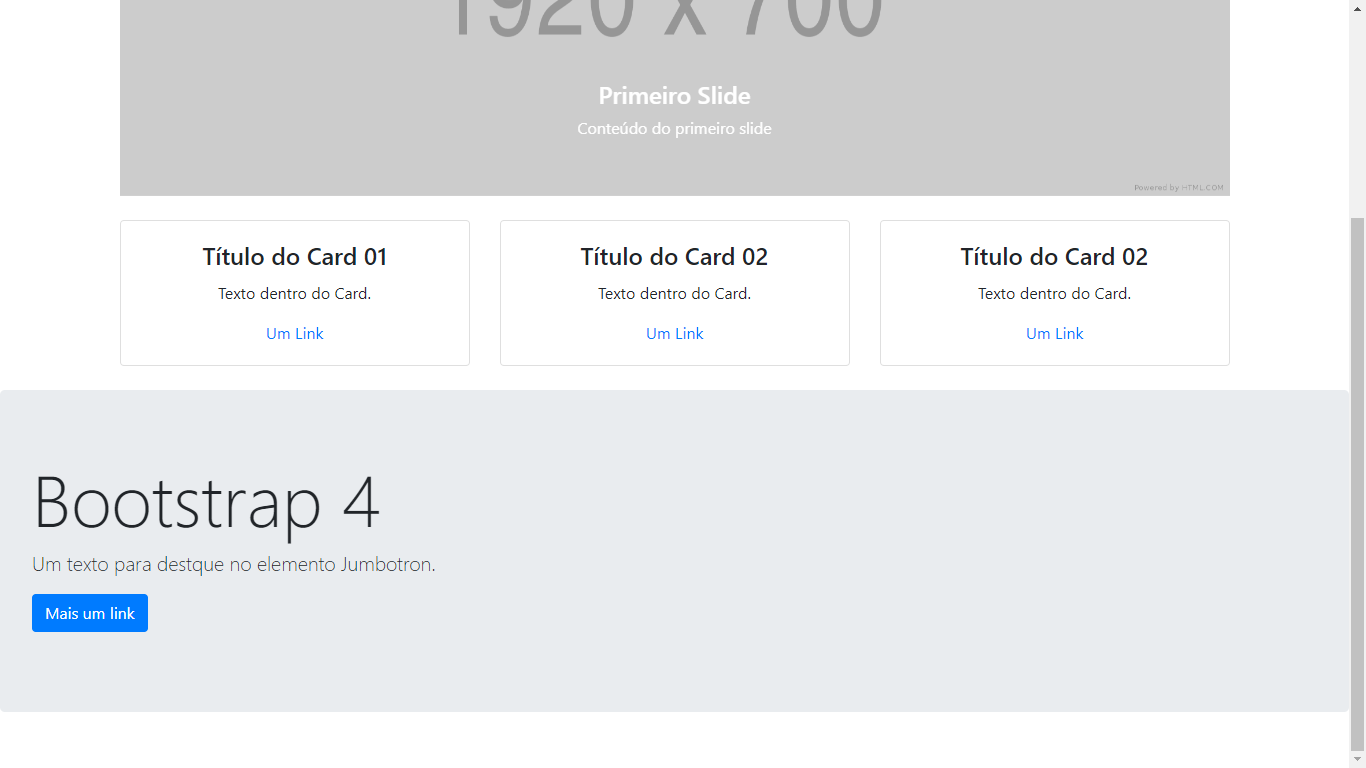 1920 x 700
Primeiro Slide
Conteúdo do primeiro slide
Powered by HTML.COM
Título do Card 01
Título do Card 02
Título do Card 02
Texto dentro do Card.
Texto dentro do Card.
Texto dentro do Card.
Um Link
Um Link
Um Link
Bootstrap 4
Um texto para destque no elemento Jumbotron.
Mais um link